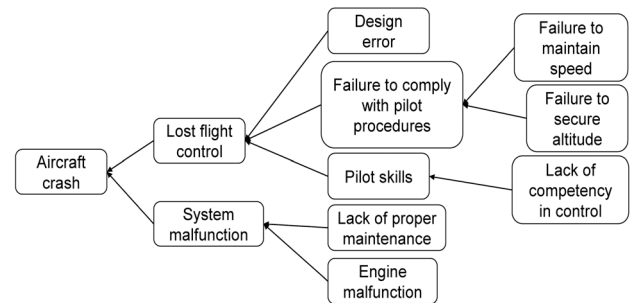 Aircraft
crash
Lost flight
control
System
malfunction
Design
error
Failure to comply
with pilot
procedures
Pilot skills
Lack of proper
maintenance
Engine
malfunction
Failure to
maintain
speed
Failure to
secure
altitude
Lack of
competency
in control